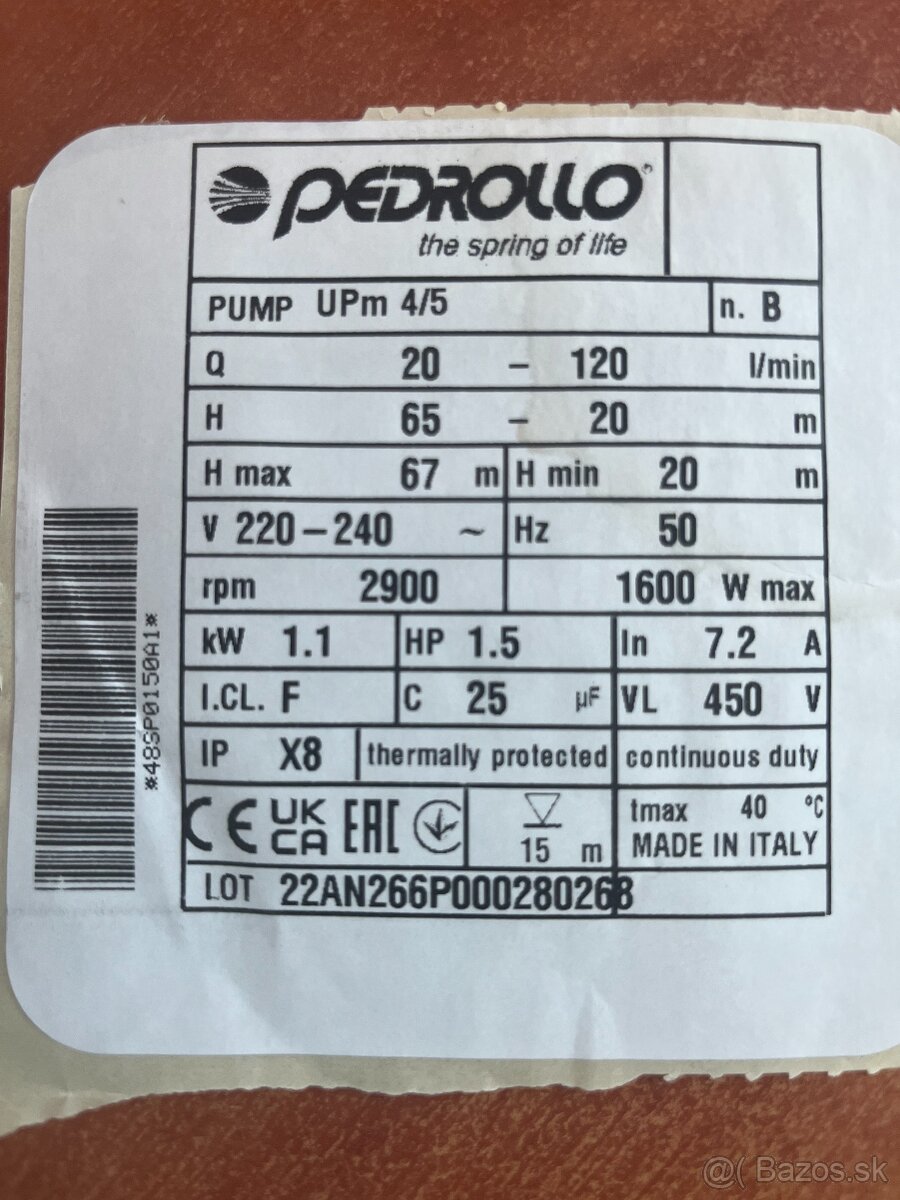 PEDROLLO
the spring of life
PUMP UPm 4/5 n. B
Q 20 – 120 l/min
H 65 – 20 m
H max 67 m H min 20 m
V 220 – 240 ~ Hz 50
rpm 2900 1600 W max
kW 1.1 HP 1.5 In 7.2 A
I.CL. F C 25 µF VL 450 V
IP X8 thermally protected continuous duty
CE UK CA EAC 15 m tmax 40 °C
MADE IN ITALY
LOT 22AN266P000280268
*48SP0150A1*
@( Bazos.sk